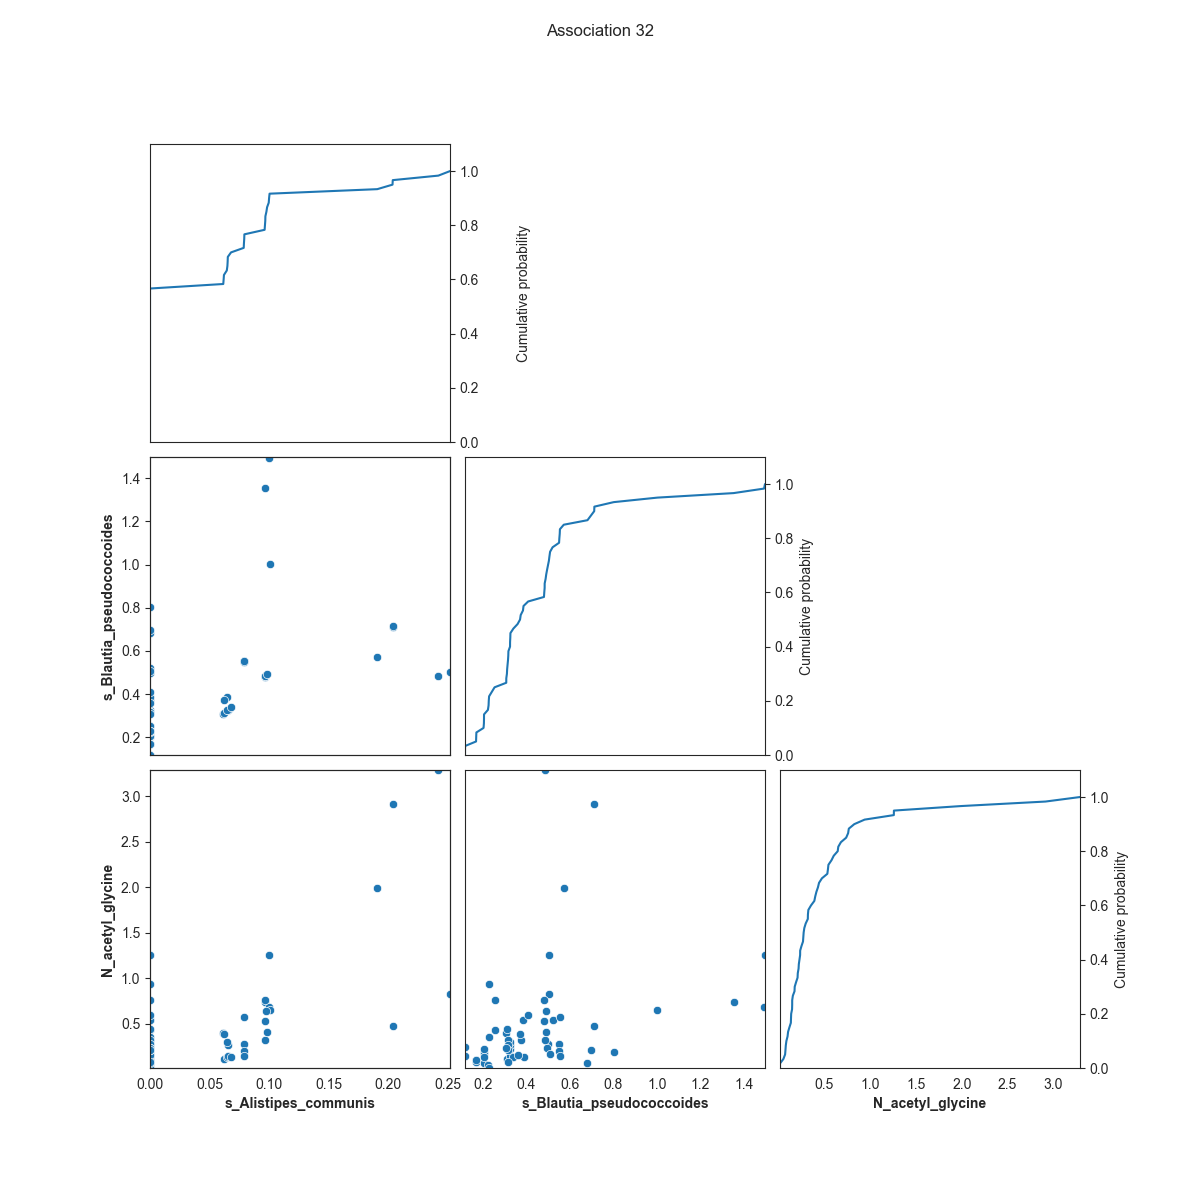 Association 32
1.0
0.8
0.6
0.4
0.2
0.0
Cumulative probability
1.4
1.2
1.0
0.8
0.6
0.4
0.2
s_Blautia_pseudococcoides
1.0
0.8
0.6
0.4
0.2
0.0
Cumulative probability
3.0
2.5
2.0
1.5
1.0
0.5
N_acetyl_glycine
1.0
0.8
0.6
0.4
0.2
0.0
Cumulative probability
0.00 0.05 0.10 0.15 0.20 0.25
s_Alistipes_communis
0.2 0.4 0.6 0.8 1.0 1.2 1.4
s_Blautia_pseudococcoides
0.5 1.0 1.5 2.0 2.5 3.0
N_acetyl_glycine